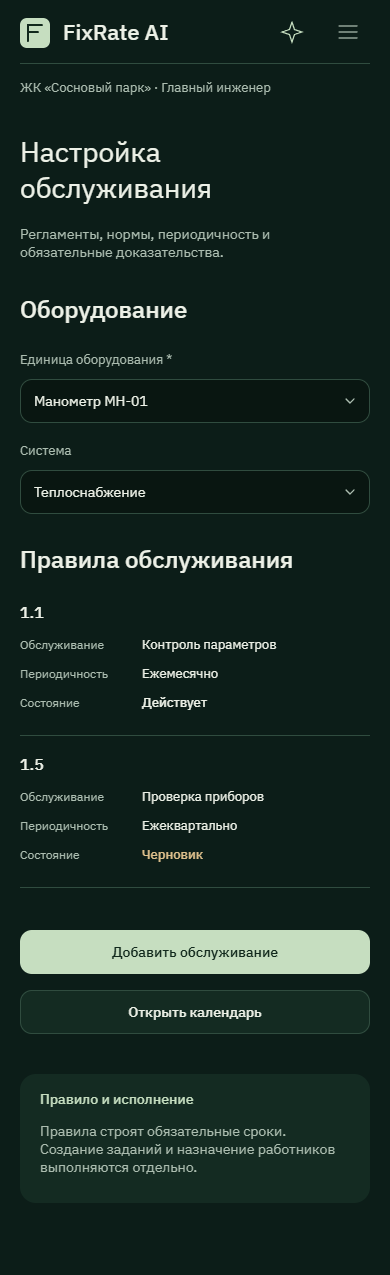 FixRate AI
ЖК «Сосновый парк» · Главный инженер
Настройка
обслуживания
Регламенты, нормы, периодичность и
обязательные доказательства.
Оборудование
Единица оборудования *
Манометр МН-01
Система
Теплоснабжение
Правила обслуживания
1.1
Обслуживание Контроль параметров
Периодичность Ежемесячно
Состояние Действует
1.5
Обслуживание Проверка приборов
Периодичность Ежеквартально
Состояние Черновик
Добавить обслуживание
Открыть календарь
Правило и исполнение
Правила строят обязательные сроки.
Создание заданий и назначение работников
выполняются отдельно.